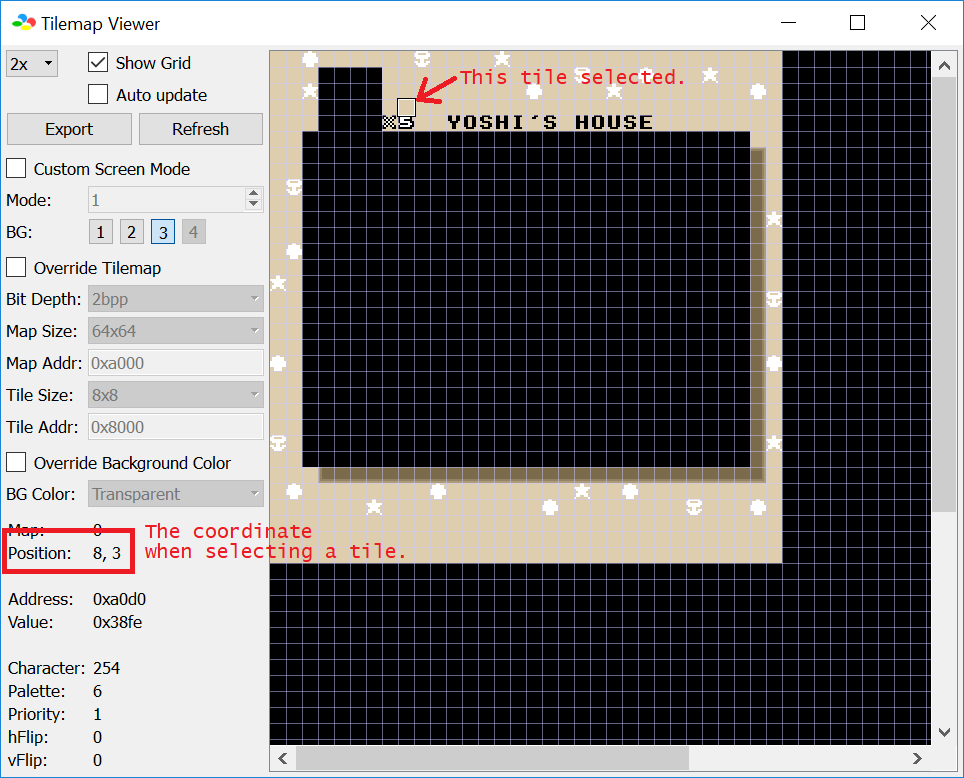 Tilemap Viewer
2x
Show Grid
Auto update
Export
Refresh
Custom Screen Mode
Mode: 1
BG: 1 2 3 4
Override Tilemap
Bit Depth: 2bpp
Map Size: 64x64
Map Addr: 0xa000
Tile Size: 8x8
Tile Addr: 0x8000
Override Background Color
BG Color: Transparent
Map: 0
Position: 8, 3
Address: 0xa0d0
Value: 0x38fe
Character: 254
Palette: 6
Priority: 1
hFlip: 0
vFlip: 0
This tile selected.
5 YOSHI'S HOUSE
The coordinate
when selecting a tile.